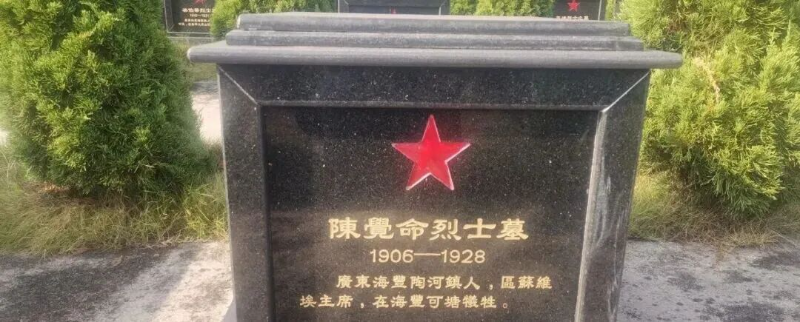 陳覺命烈士墓
1906—1928
廣東海豐陶河鎮人，區蘇維
埃主席，在海豐可塘犧牲。